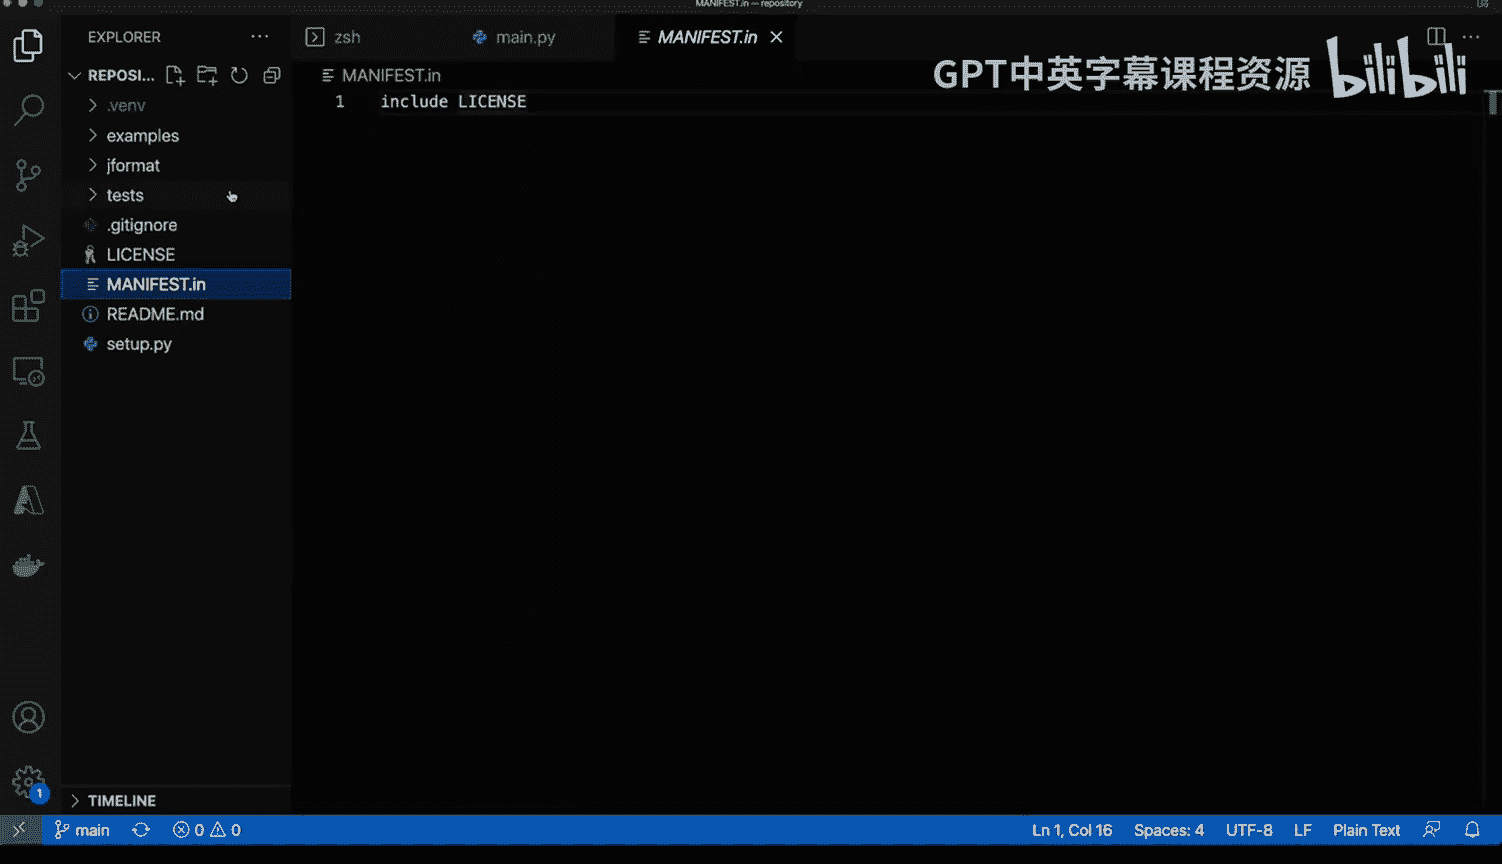 MANIFEST.in — repository
EXPLORER
zsh
main.py
MANIFEST.in
REPOSI...
MANIFEST.in
GPT中英字幕课程资源
bilibili
.venv
1 include LICENSE
examples
jformat
tests
.gitignore
LICENSE
MANIFEST.in
README.md
setup.py
1
TIMELINE
main
0
0
Ln 1, Col 16
Spaces: 4
UTF-8
LF
Plain Text